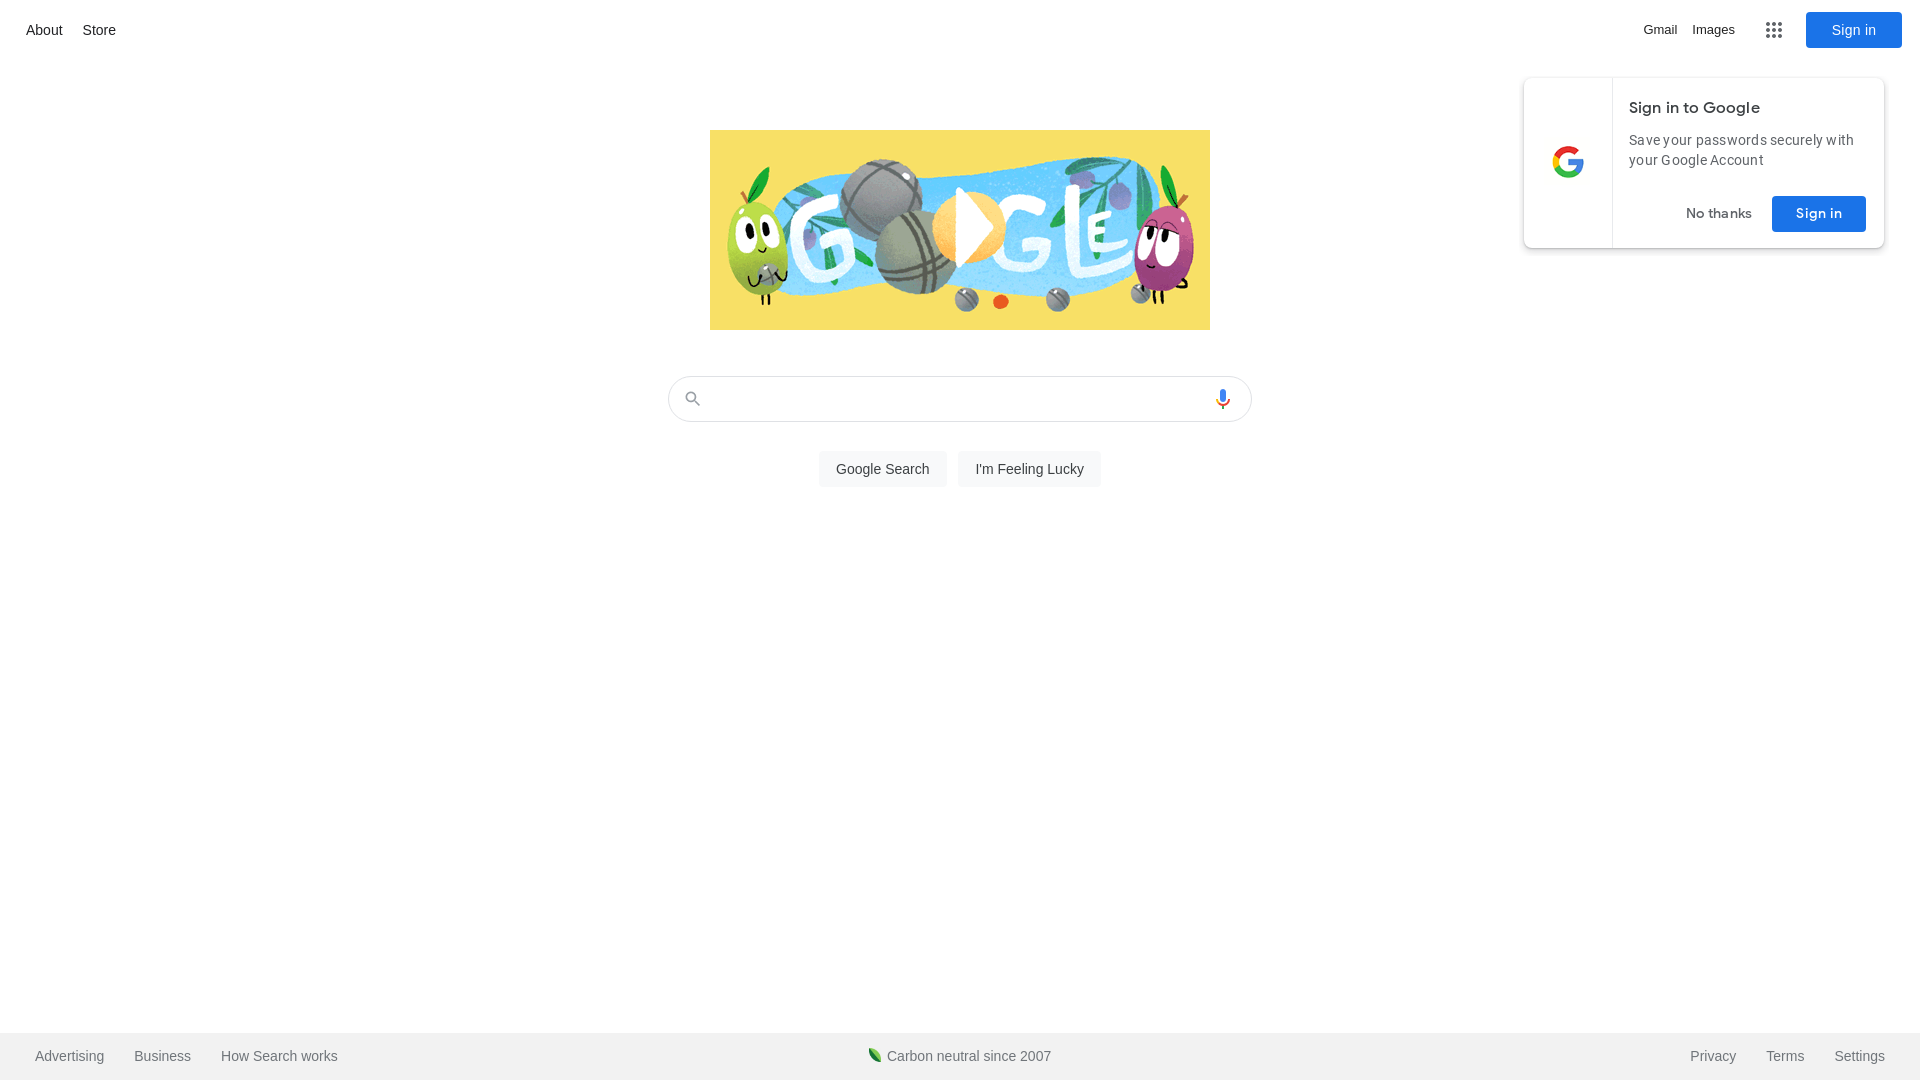 About Store
Gmail Images Sign in
Sign in to Google
Save your passwords securely with
your Google Account
No thanks Sign in
Google Search I'm Feeling Lucky
Advertising Business How Search works
Carbon neutral since 2007
Privacy Terms Settings